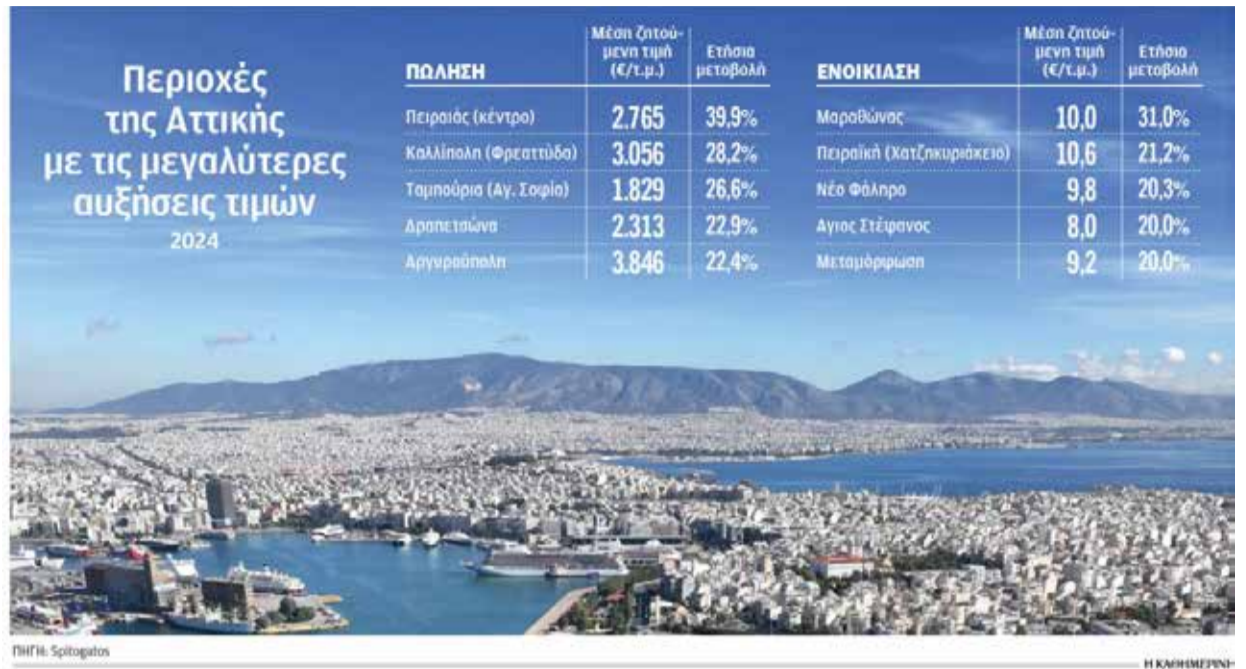 Περιοχές
της Αττικής
με τις μεγαλύτερες
αυξήσεις τιμών
2024
ΠΩΛΗΣΗ Μέση ζητού-
μενη τιμή
(€/τ.μ.) Ετήσια
μεταβολή
Πειραιάς (κέντρο) 2.765 39,9%
Καλλίπολη (Φρεαττύδα) 3.056 28,2%
Ταμπούρια (Αγ. Σοφία) 1.829 26,6%
Δραπετσώνα 2.313 22,9%
Αργυρούπολη 3.846 22,4%
ΕΝΟΙΚΙΑΣΗ Μέση ζητού-
μενη τιμή
(€/τ.μ.) Ετήσια
μεταβολή
Μαραθώνας 10,0 31,0%
Πειραϊκή (Χατζηκυριάκειο) 10,6 21,2%
Νέο Φάληρο 9,8 20,3%
Αγιος Στέφανος 8,0 20,0%
Μεταμόρφωση 9,2 20,0%
ΠΗΓΗ: Spitogatos
Η ΚΑΘΗΜΕΡΙΝΗ